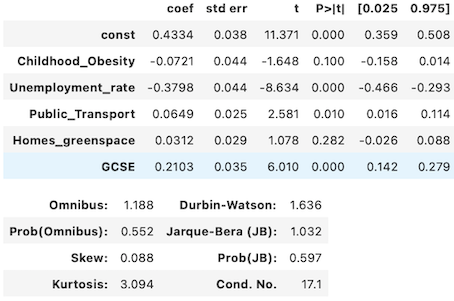 coef std err t P>|t| [0.025 0.975]
const 0.4334 0.038 11.371 0.000 0.359 0.508
Childhood_Obesity -0.0721 0.044 -1.648 0.100 -0.158 0.014
Unemployment_rate -0.3798 0.044 -8.634 0.000 -0.466 -0.293
Public_Transport 0.0649 0.025 2.581 0.010 0.016 0.114
Homes_greenspace 0.0312 0.029 1.078 0.282 -0.026 0.088
GCSE 0.2103 0.035 6.010 0.000 0.142 0.279
Omnibus: 1.188 Durbin-Watson: 1.636
Prob(Omnibus): 0.552 Jarque-Bera (JB): 1.032
Skew: 0.088 Prob(JB): 0.597
Kurtosis: 3.094 Cond. No. 17.1